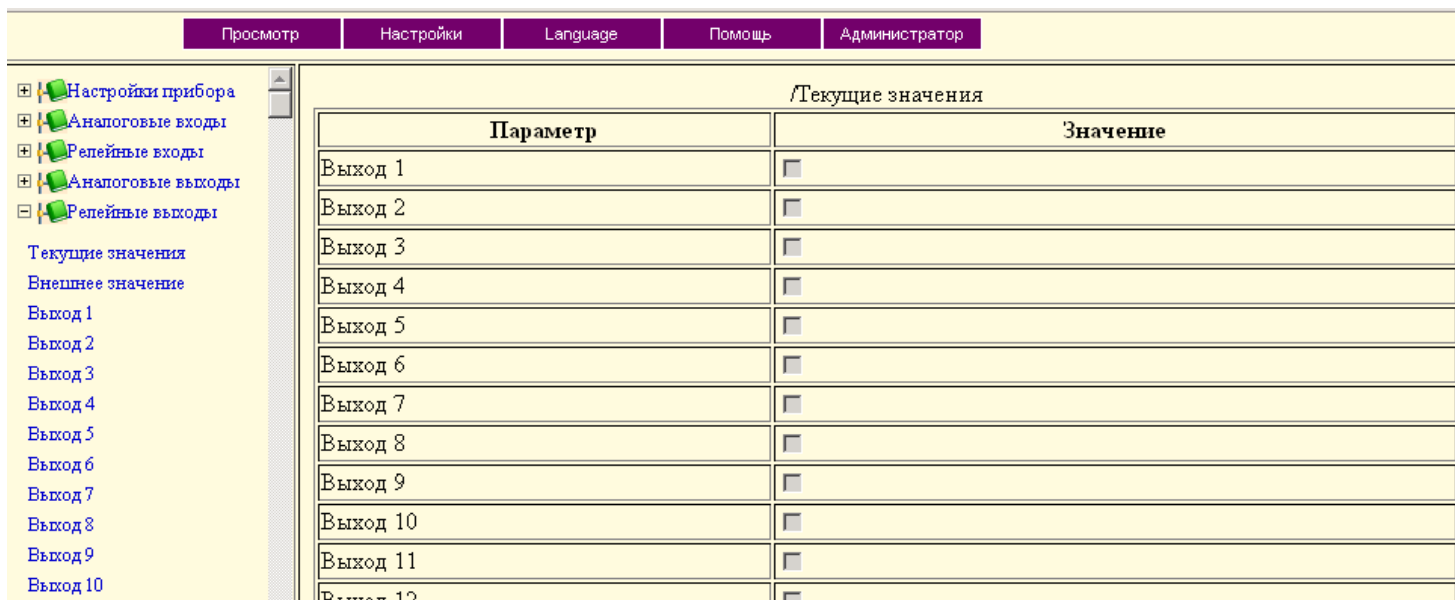 Просмотр Настройки Language Помощь Администратор
Настройки прибора
Аналоговые входы
Релейные входы
Аналоговые выходы
Релейные выходы
Текущие значения
Внешнее значение
Выход 1
Выход 2
Выход 3
Выход 4
Выход 5
Выход 6
Выход 7
Выход 8
Выход 9
Выход 10
/Текущие значения
Параметр Значение
Выход 1
Выход 2
Выход 3
Выход 4
Выход 5
Выход 6
Выход 7
Выход 8
Выход 9
Выход 10
Выход 11
Выход 12